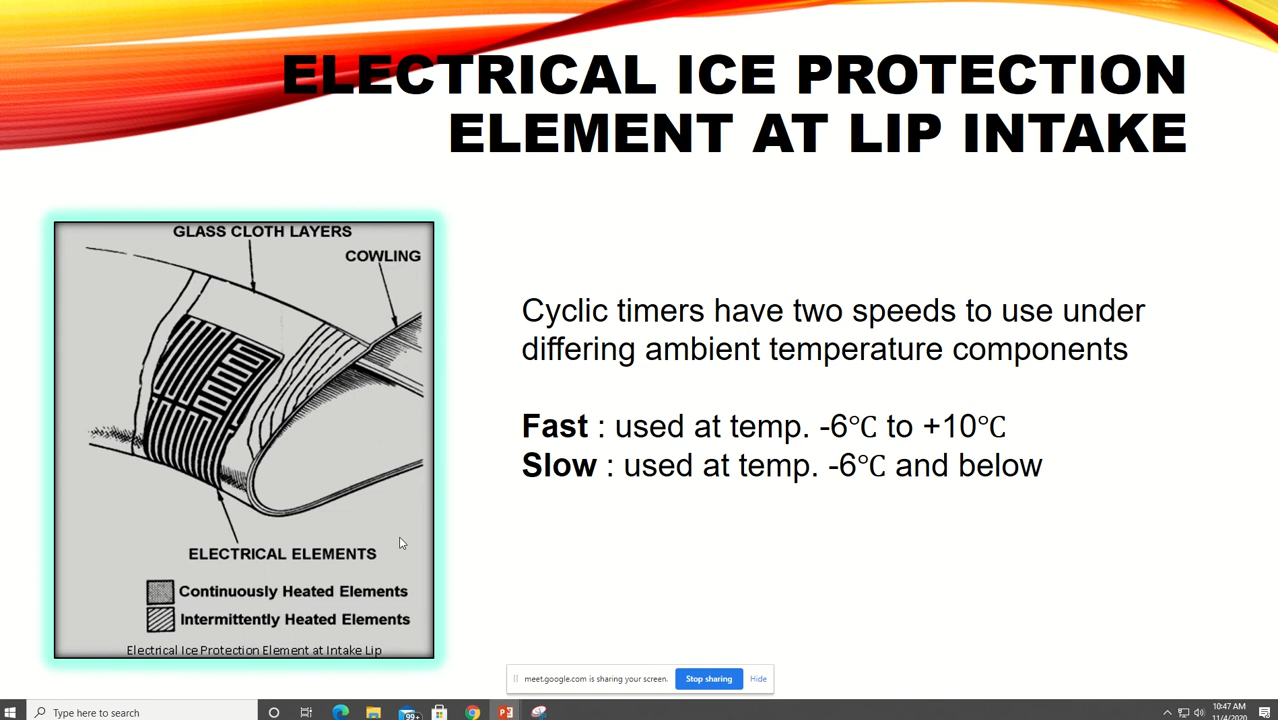 ELECTRICAL ICE PROTECTION
ELEMENT AT LIP INTAKE
GLASS CLOTH LAYERS
COWLING
ELECTRICAL ELEMENTS
Continuously Heated Elements
Intermittently Heated Elements
Electrical Ice Protection Element at Intake Lip
Cyclic timers have two speeds to use under
differing ambient temperature components
Fast : used at temp. -6℃ to +10℃
Slow : used at temp. -6℃ and below
meet.google.com is sharing your screen. Stop sharing Hide
Type here to search
99+
10:47 AM
11/4/2020